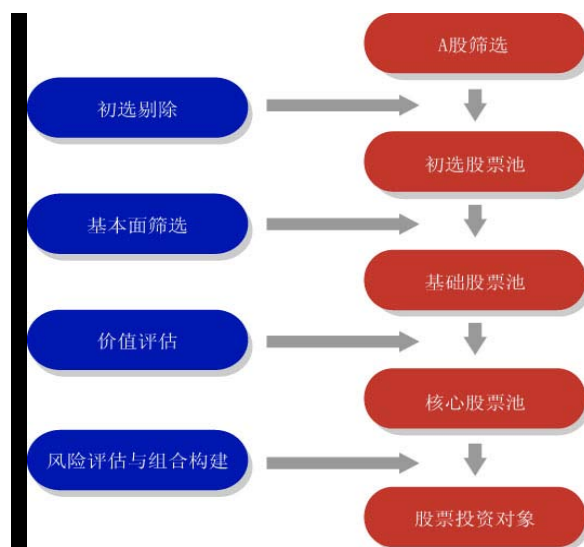 A股筛选
初选剔除
初选股票池
基本面筛选
基础股票池
价值评估
核心股票池
风险评估与组合构建
股票投资对象